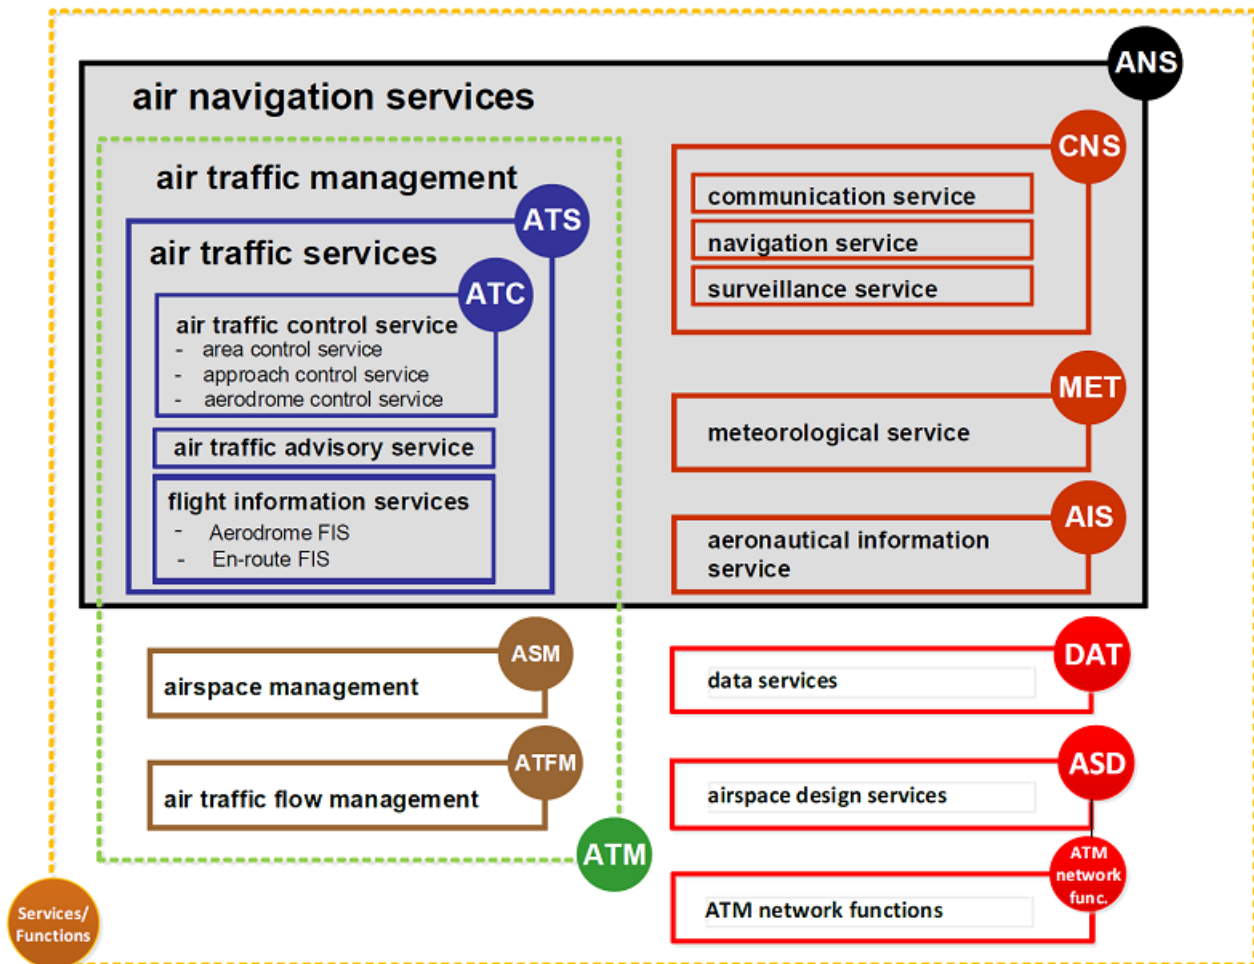 ANS
air navigation services
CNS
air traffic management
communication service
ATS
navigation service
air traffic services
surveillance service
ATC
air traffic control service
- area control service
- approach control service
- aerodrome control service
MET
meteorological service
air traffic advisory service
flight information services
- Aerodrome FIS
- En-route FIS
AIS
aeronautical information
service
ASM
airspace management
DAT
data services
ATFM
air traffic flow management
ASD
airspace design services
ATM
ATM
network
func.
ATM network functions
Services/
Functions